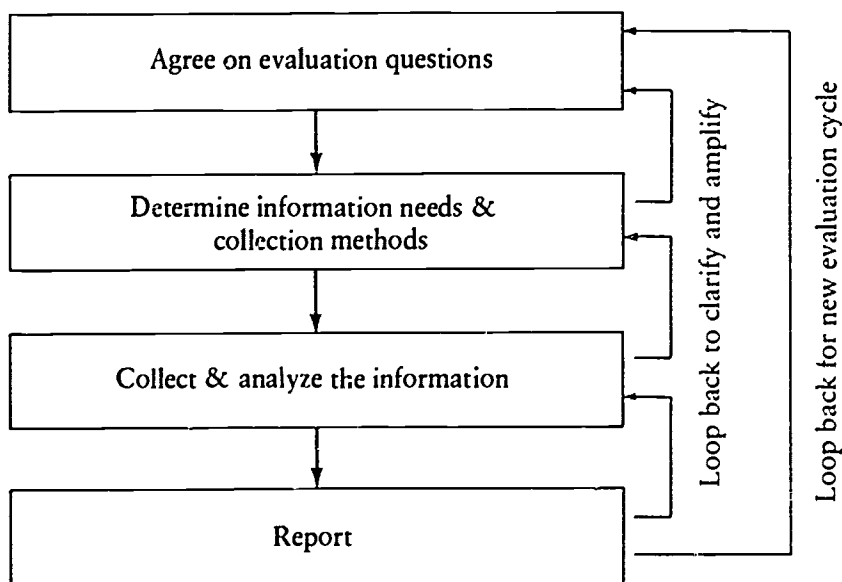 Agree on evaluation questions
Determine information needs &
collection methods
Collect & analyze the information
Report
Loop back to clarify and amplify
Loop back for new evaluation cycle